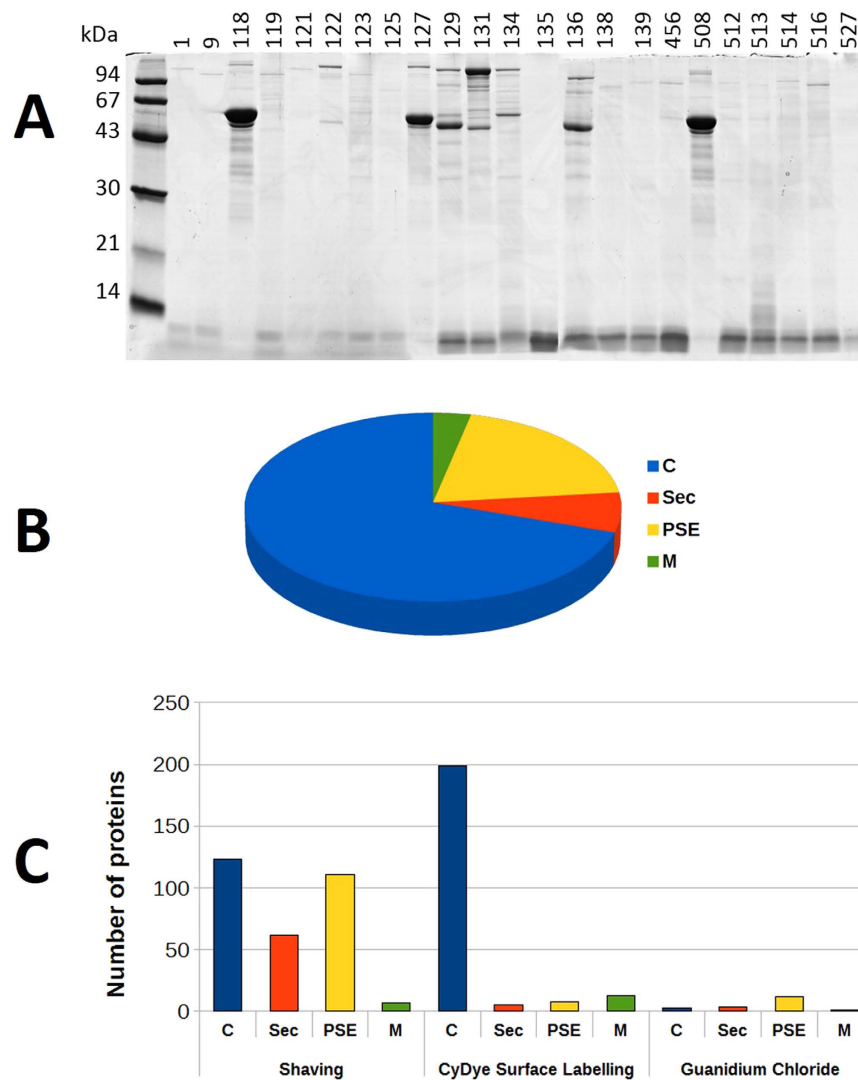 A
kDa
1 9 118 119 121 122 123 125 127 129 131 134 135 136 138 139 456 508 512 513 514 516 527
94
67
43
30
21
14
B
C
Sec
PSE
M
C
Number of proteins
250
200
150
100
50
0
C Sec PSE M C Sec PSE M C Sec PSE M
Shaving CyDye Surface Labelling Guanidium Chloride